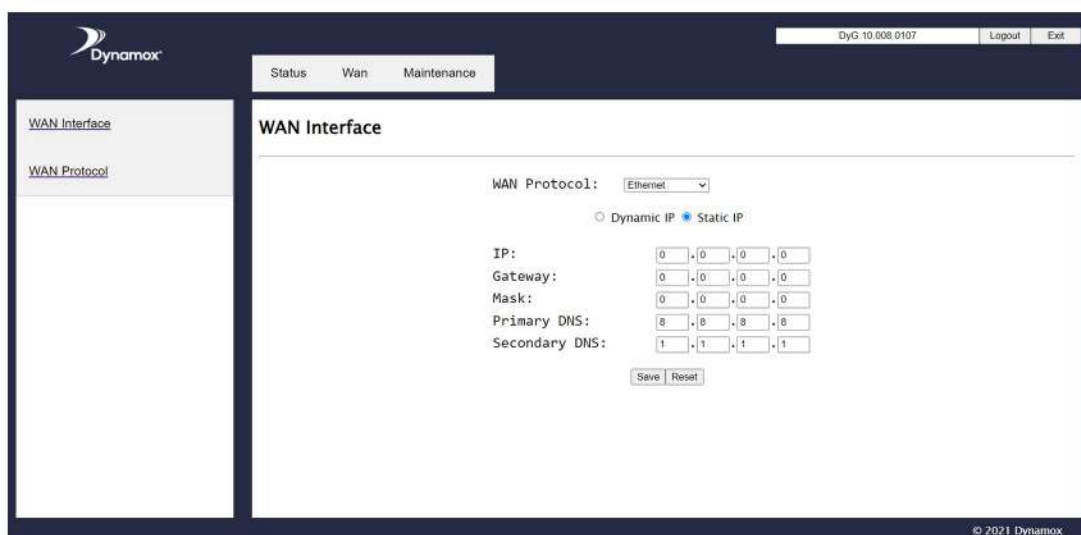 Dynamox
DyG.10.008.0107 Logout Exit
Status Wan Maintenance
WAN Interface
WAN Protocol
WAN Interface
WAN Protocol: Ethernet
Dynamic IP Static IP
IP: 0 . 0 . 0 . 0
Gateway: 0 . 0 . 0 . 0
Mask: 0 . 0 . 0 . 0
Primary DNS: 8 . 8 . 8 . 8
Secondary DNS: 1 . 1 . 1 . 1
Save Reset
© 2021 Dynamox